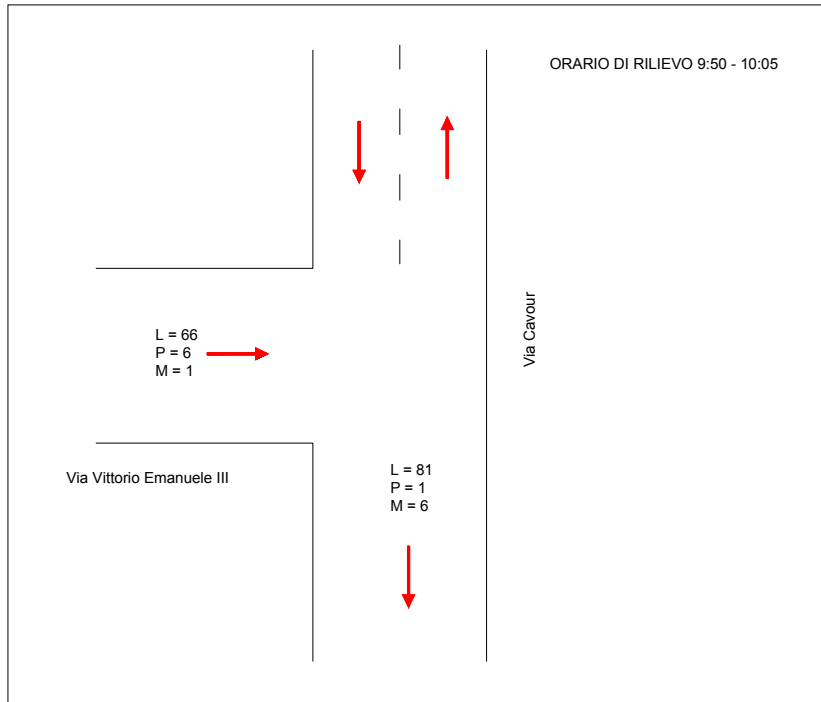 ORARIO DI RILIEVO 9:50 - 10:05
Via Cavour
L = 66
P = 6
M = 1
Via Vittorio Emanuele III
L = 81
P = 1
M = 6